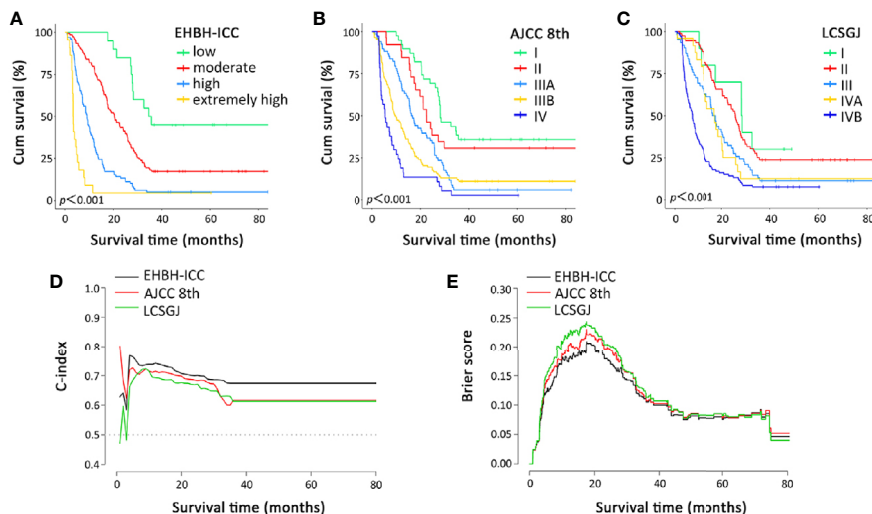 A
EHBH-ICC
Cum survial (%)
100
75
50
25
0
low
moderate
high
extremely high
p<0.001
0 20 40 60 80
Survival time (months)
B
AJCC 8th
Cum survival (%)
100
75
50
25
0
I
II
IIIA
IIIB
IV
p<0.001
0 20 40 60 80
Survival time (months)
C
LCSGJ
Cum survival (%)
100
75
50
25
0
I
II
III
IVA
IVB
p<0.001
0 20 40 60 80
Survival time (months)
D
EHBH-ICC
AJCC 8th
LCSGJ
C-index
1.0
0.9
0.8
0.7
0.6
0.5
0.4
0 20 40 60 80
Survival time (months)
E
EHBH-ICC
AJCC 8th
LCSGJ
Brier score
0.30
0.25
0.20
0.15
0.10
0.05
0.00
0 20 40 60 80
Survival time (months)